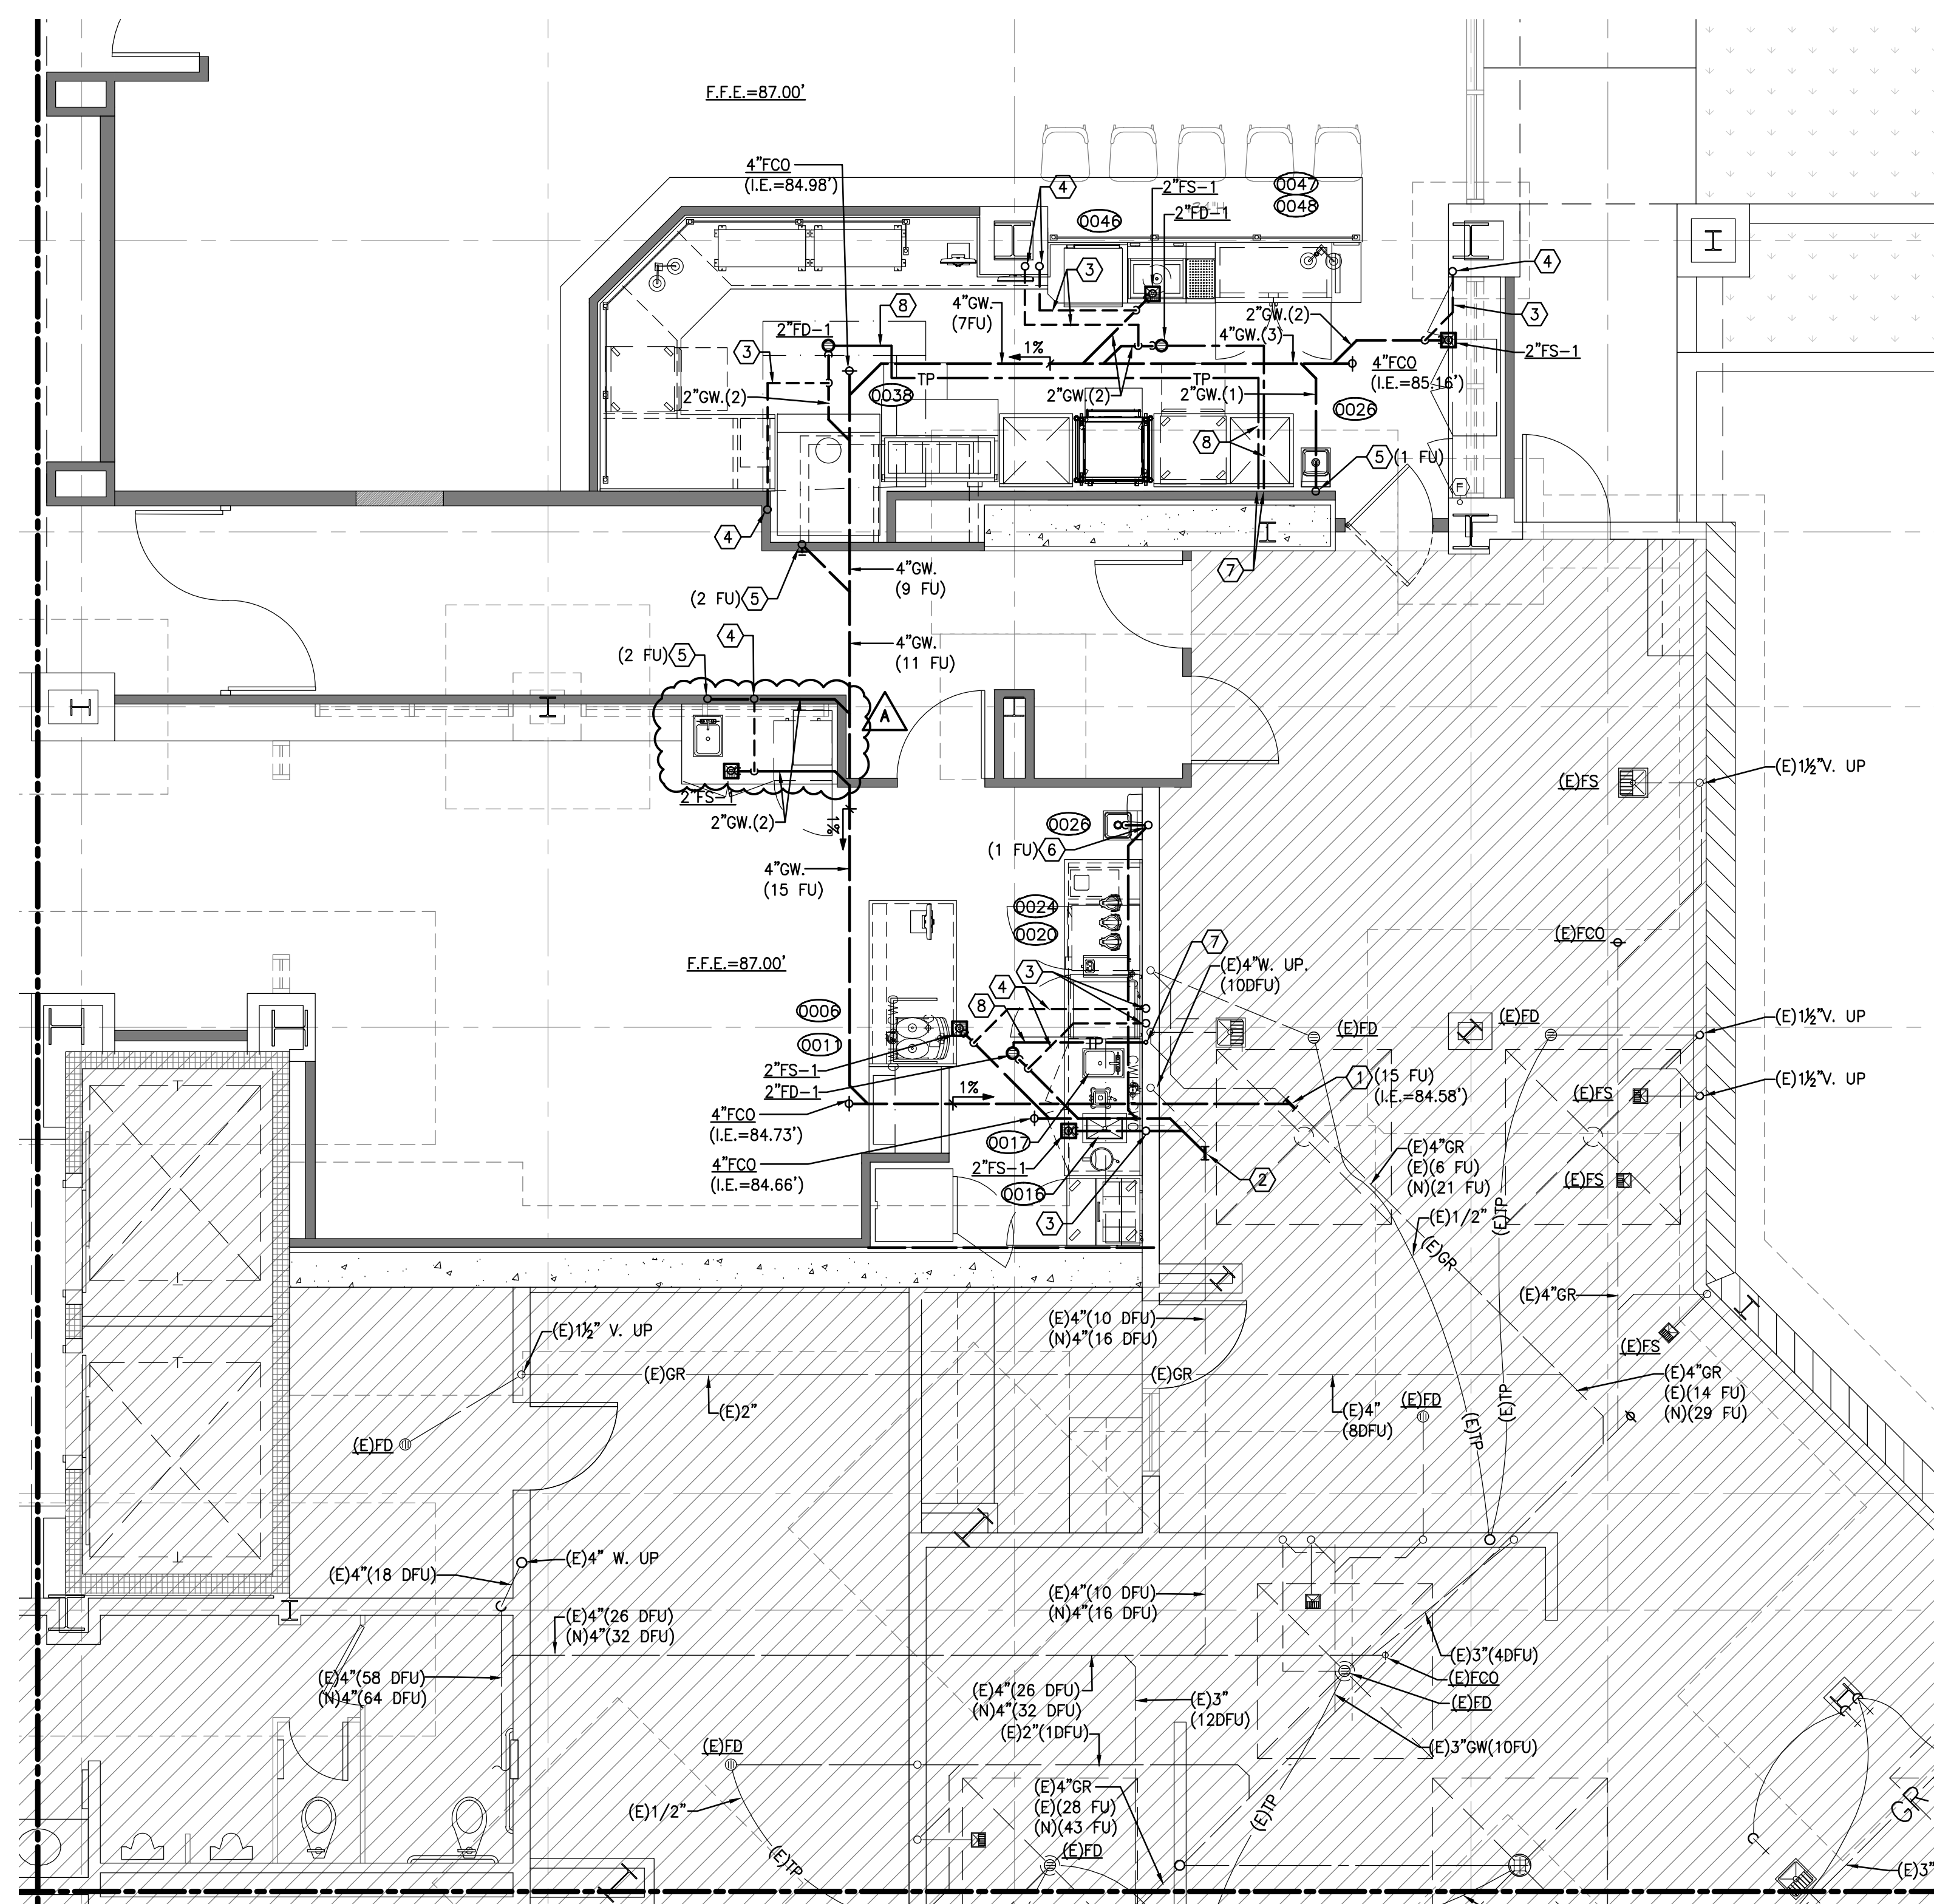 F.F.E.=87.00'
4"FCO
(I.E.=84.98')
4
2"FS-1
2"FD-1
0047
0048
0046
3
4
3
8
4"GW.
(7FU)
2"FD-1
1%
2"GW.(2)
4"GW.(3)
2"FS-1
4"FCO
(I.E.=85.16')
3
TP
TP
2"GW.(2)
0038
2"GW.(2)
2"GW.(1)
0026
8
5
(1 FU)
F
4
7
4"GW.
(9 FU)
(2 FU)
5
4
4"GW.
(11 FU)
(2 FU)
5
A
2"FS-1
2"GW.(2)
1%
(E)FS
(E)1½"V. UP
0026
(1 FU)
6
4"GW.
(15 FU)
0024
0020
(E)FCO
F.F.E.=87.00'
7
3
(E)4"W. UP.
(10DFU)
4
8
0006
0011
(E)FD
(E)FD
(E)1½"V. UP
TP
2"FS-1
2"FD-1
1%
1
(15 FU)
(I.E.=84.58')
(E)FS
(E)1½"V. UP
4"FCO
(I.E.=84.73')
0017
4"FCO
(I.E.=84.66')
2"FS-1
0016
2
3
(E)4"GR
(E)(6 FU)
(N)(21 FU)
(E)FS
(E)1/2"
(E)TP
(E)GR
(E)4"GR
(E)4"(10 DFU)
(N)4"(16 DFU)
(E)1½" V. UP
(E)FS
(E)GR
(E)GR
(E)2"
(E)4"
(8DFU)
(E)FD
(E)4"GR
(E)(14 FU)
(N)(29 FU)
(E)TP
(E)TP
(E)FD
(E)4" W. UP
(E)4"(18 DFU)
(E)4"(10 DFU)
(N)4"(16 DFU)
(E)4"(26 DFU)
(N)4"(32 DFU)
(E)3"(4DFU)
(E)FCO
(E)FD
(E)4"(58 DFU)
(N)4"(64 DFU)
(E)4"(26 DFU)
(N)4"(32 DFU)
(E)3"
(12DFU)
(E)2"(1DFU)
(E)3"GW(10FU)
(E)FD
(E)4"GR
(E)(28 FU)
(N)(43 FU)
(E)1/2"
(E)TP
(E)TP
(E)FD
GR
(E)3"